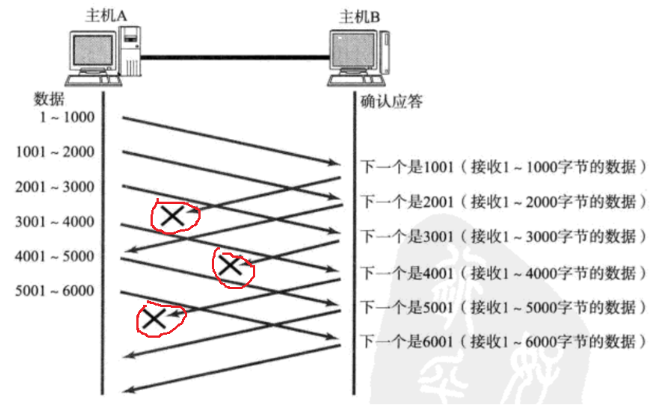 主机A
主机B
数据
确认应答
1～1000
1001～2000
2001～3000
3001～4000
4001～5000
5001～6000
下一个是1001（接收1～1000字节的数据）
下一个是2001（接收1～2000字节的数据）
下一个是3001（接收1～3000字节的数据）
下一个是4001（接收1～4000字节的数据）
下一个是5001（接收1～5000字节的数据）
下一个是6001（接收1～6000字节的数据）